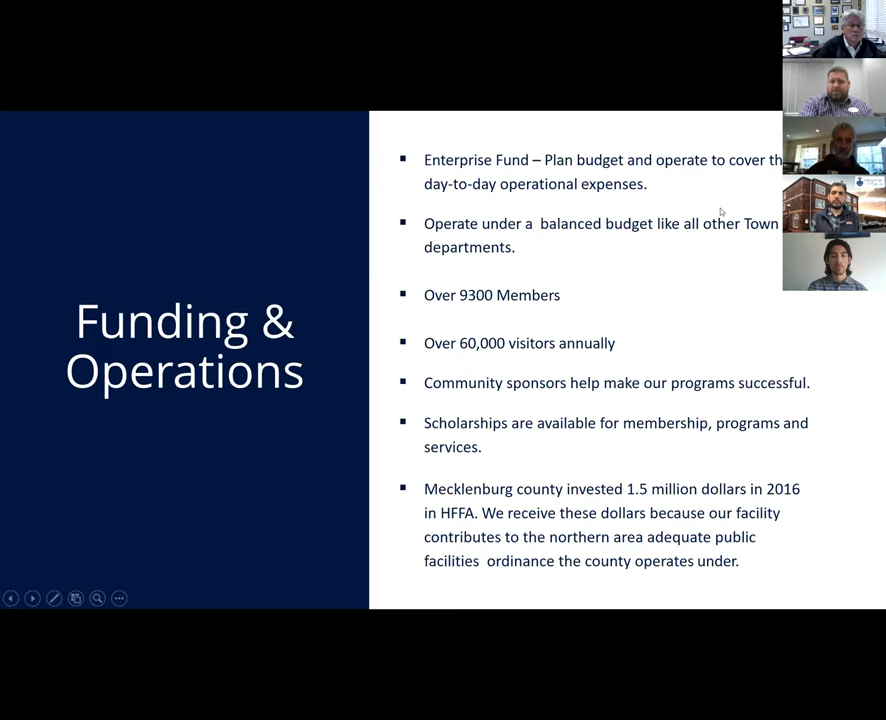 Funding &
Operations
Enterprise Fund – Plan budget and operate to cover
day-to-day operational expenses.
Operate under a balanced budget like all other Town
departments.
Over 9300 Members
Over 60,000 visitors annually
Community sponsors help make our programs successful.
Scholarships are available for membership, programs and
services.
Mecklenburg county invested 1.5 million dollars in 2016
in HFFA. We receive these dollars because our facility
contributes to the northern area adequate public
facilities ordinance the county operates under.